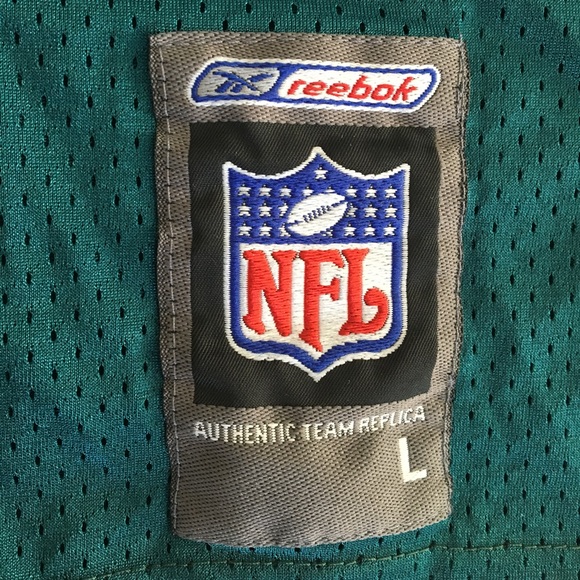 reebok
NFL
AUTHENTIC TEAM REPLICA
L